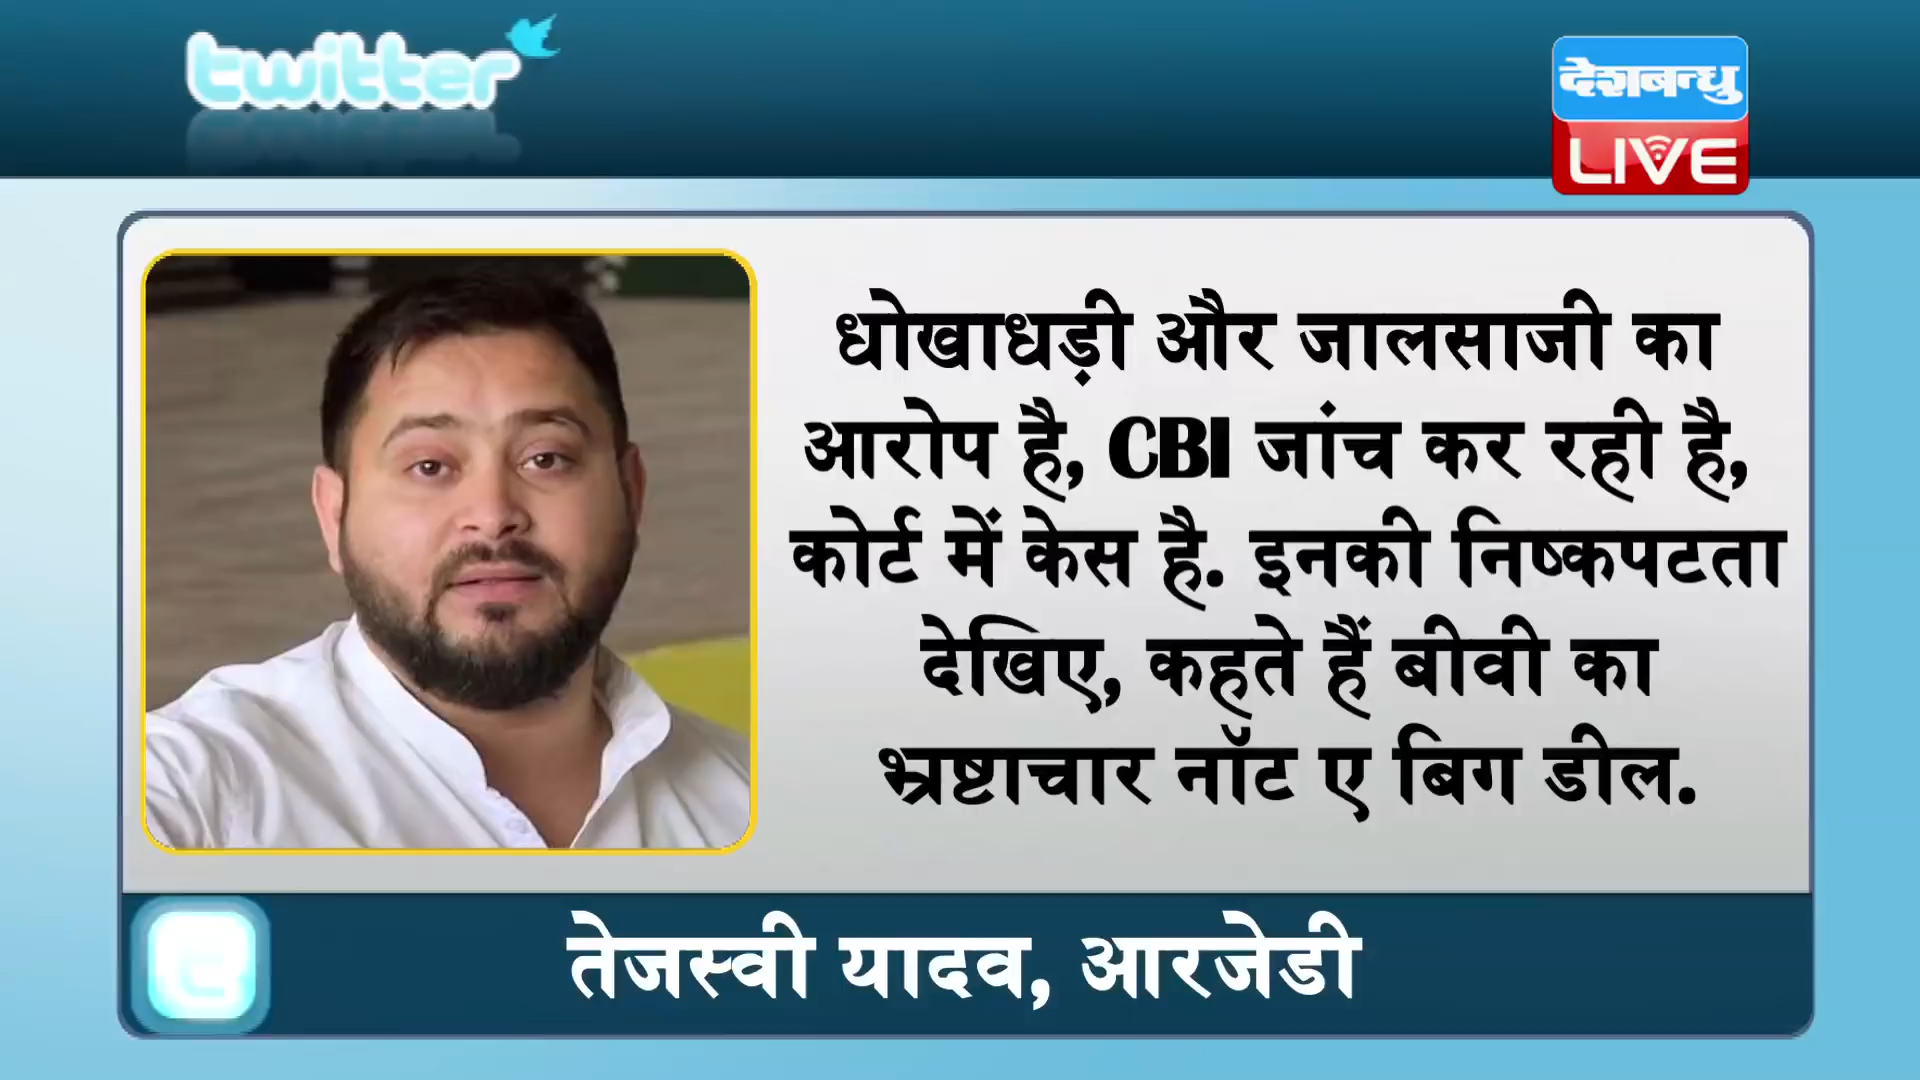 twitter
देशबन्धु
LIVE
धोखाधड़ी और जालसाजी का
आरोप है, CBI जांच कर रही है,
कोर्ट में केस है. इनकी निष्कपटता
देखिए, कहते हैं बीवी का
भ्रष्टाचार नॉट ए बिग डील.
t
तेजस्वी यादव, आरजेडी